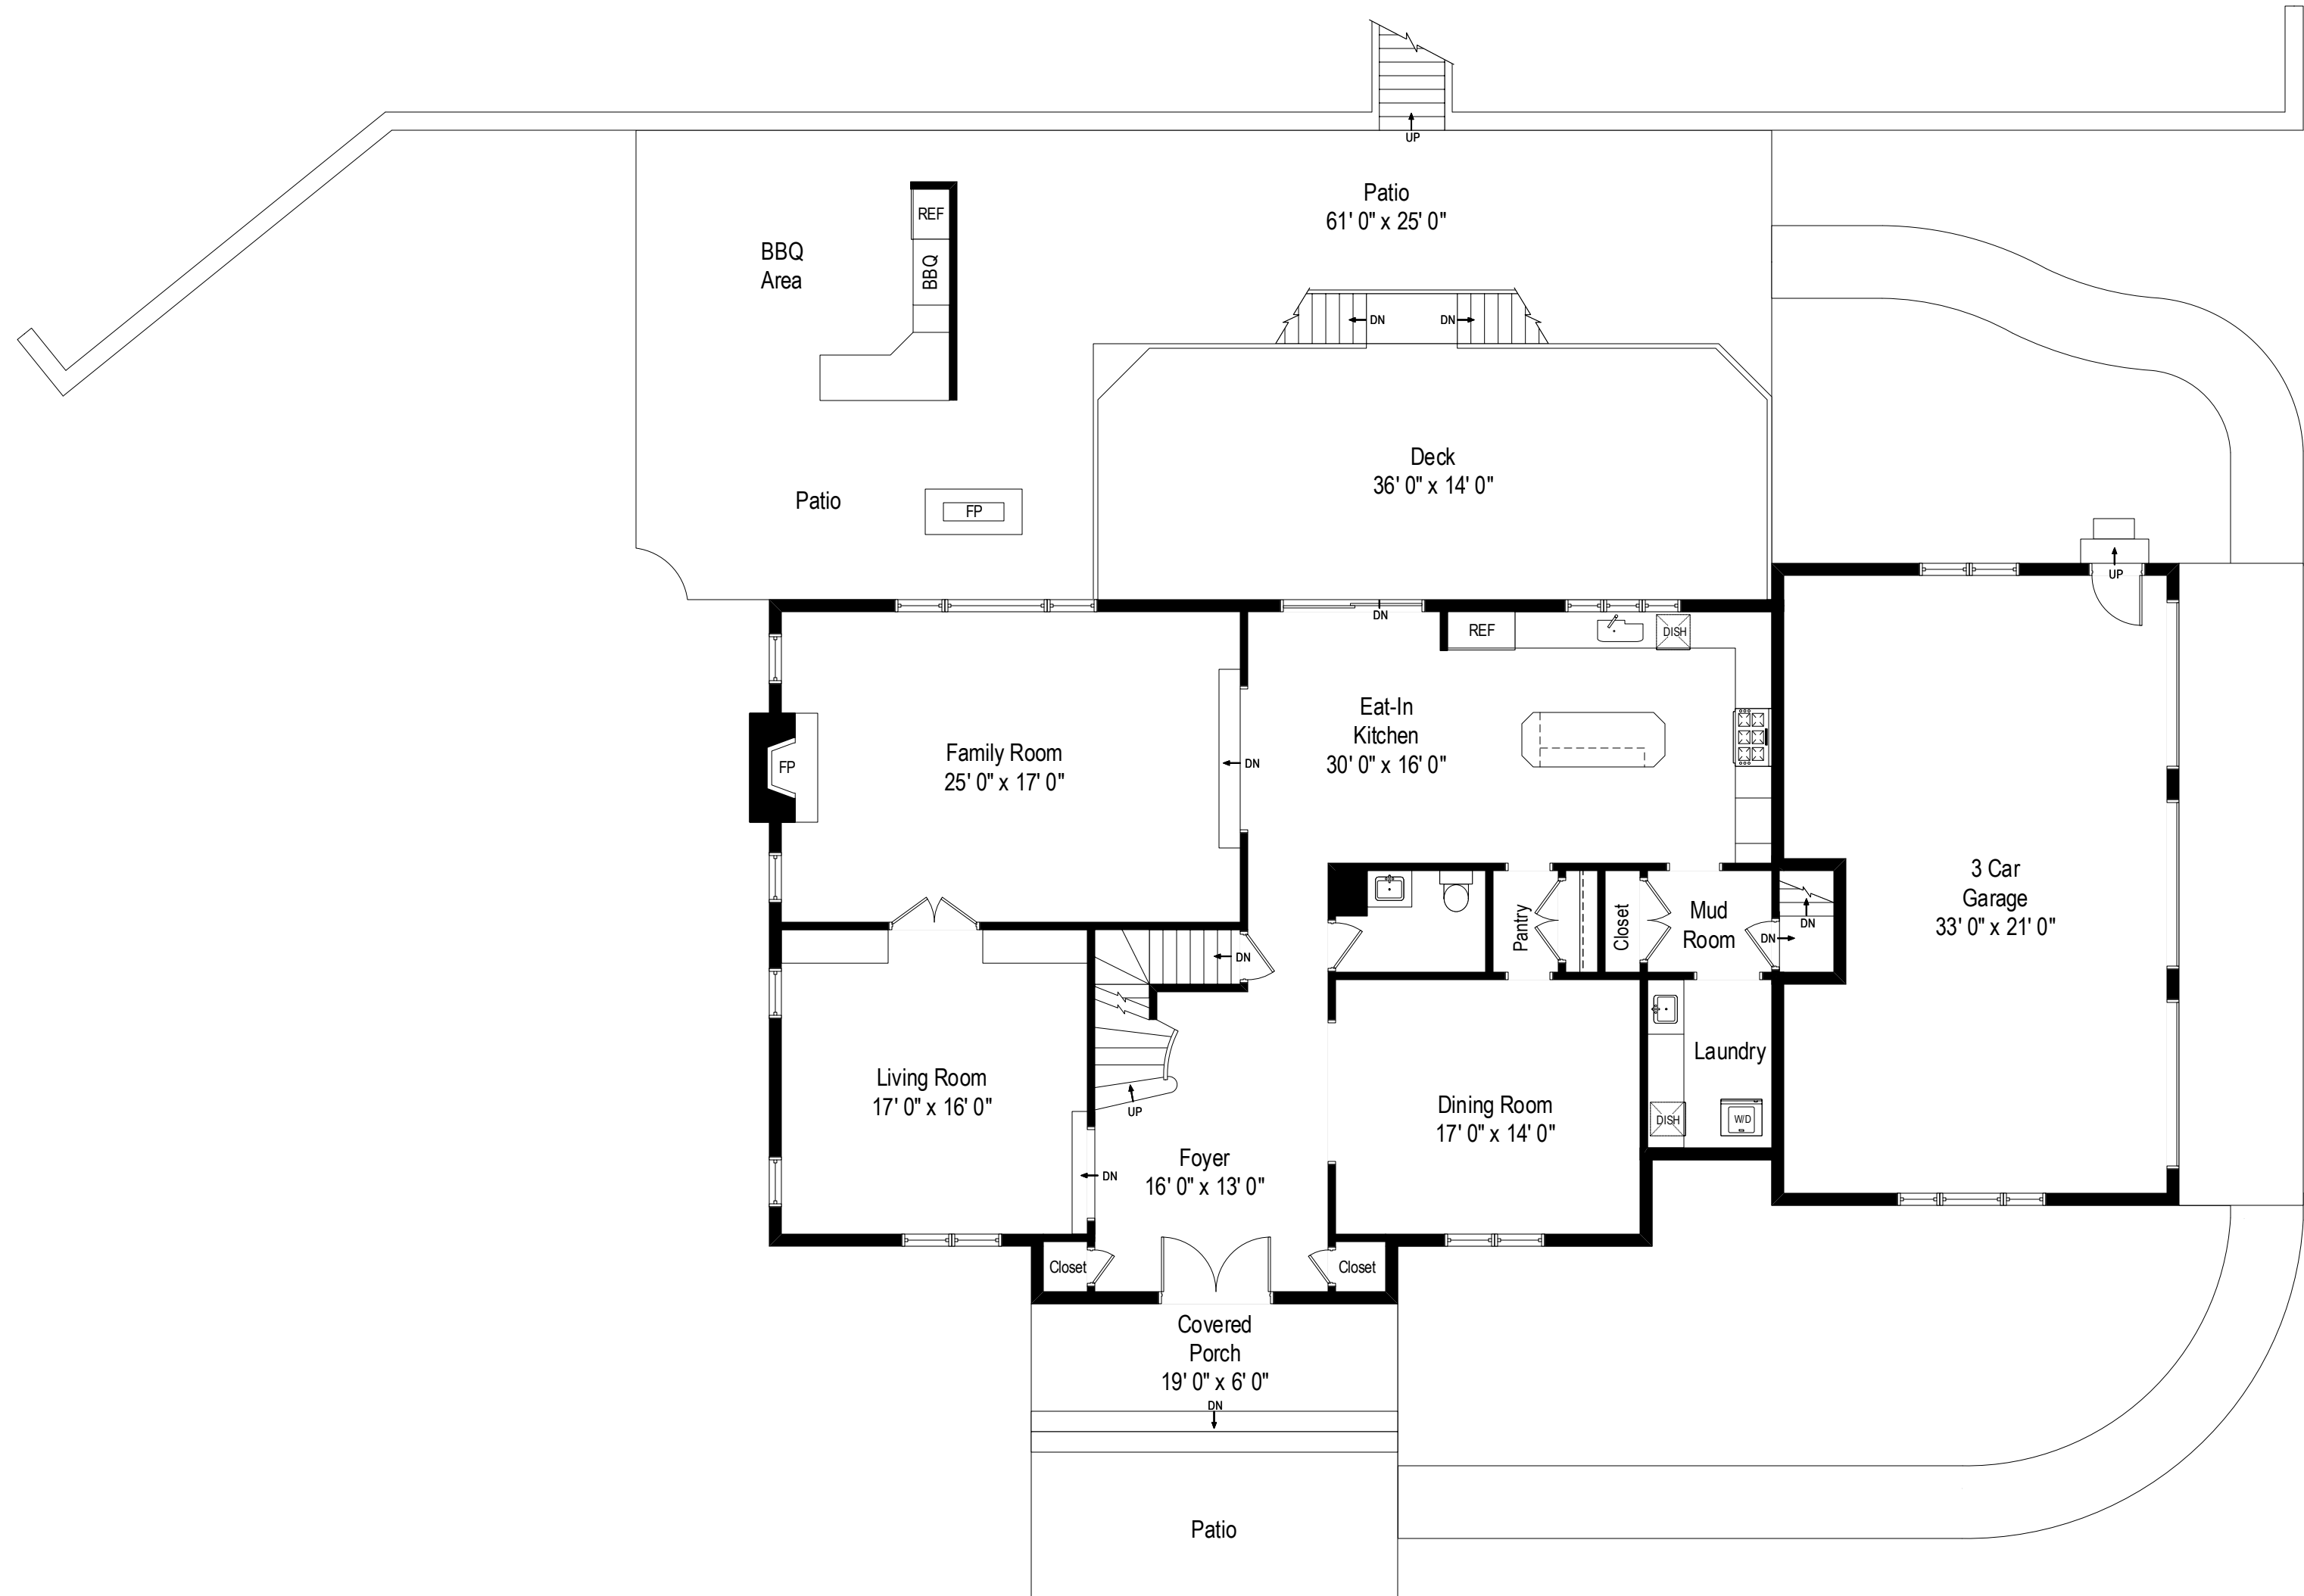 UP
Patio
61' 0" x 25' 0"
REF
BBQ
Area
BBQ
DN
DN
Deck
36' 0" x 14' 0"
Patio
FP
UP
DN
REF
DISH
Eat-In
Kitchen
30' 0" x 16' 0"
Family Room
25' 0" x 17' 0"
FP
DN
3 Car
Garage
33' 0" x 21' 0"
Pantry
Closet
Mud
Room
DN
DN
DN
Laundry
Living Room
17' 0" x 16' 0"
UP
Dining Room
17' 0" x 14' 0"
DISH
W/D
Foyer
16' 0" x 13' 0"
DN
Closet
Closet
Covered
Porch
19' 0" x 6' 0"
DN
Patio